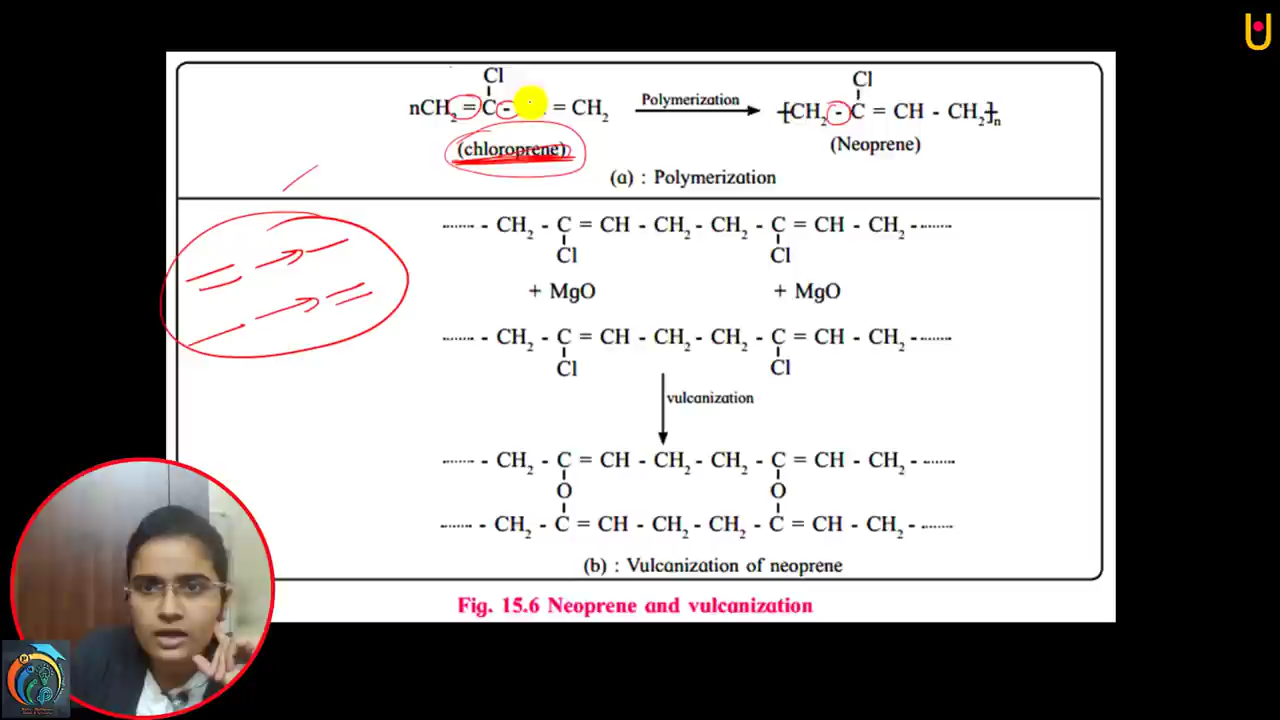 Cl
nCH₂ = C - = CH₂ Polymerization -[CH₂ - C = CH - CH₂]-n
Cl
(chloroprene) (Neoprene)
(a) : Polymerization
······· - CH₂ - C = CH - CH₂ - CH₂ - C = CH - CH₂ - ·······
Cl Cl
+ MgO + MgO
······· - CH₂ - C = CH - CH₂ - CH₂ - C = CH - CH₂ - ·······
Cl Cl
vulcanization
······· - CH₂ - C = CH - CH₂ - CH₂ - C = CH - CH₂ - ·······
O O
······· - CH₂ - C = CH - CH₂ - CH₂ - C = CH - CH₂ - ·······
(b) : Vulcanization of neoprene
Fig. 15.6 Neoprene and vulcanization